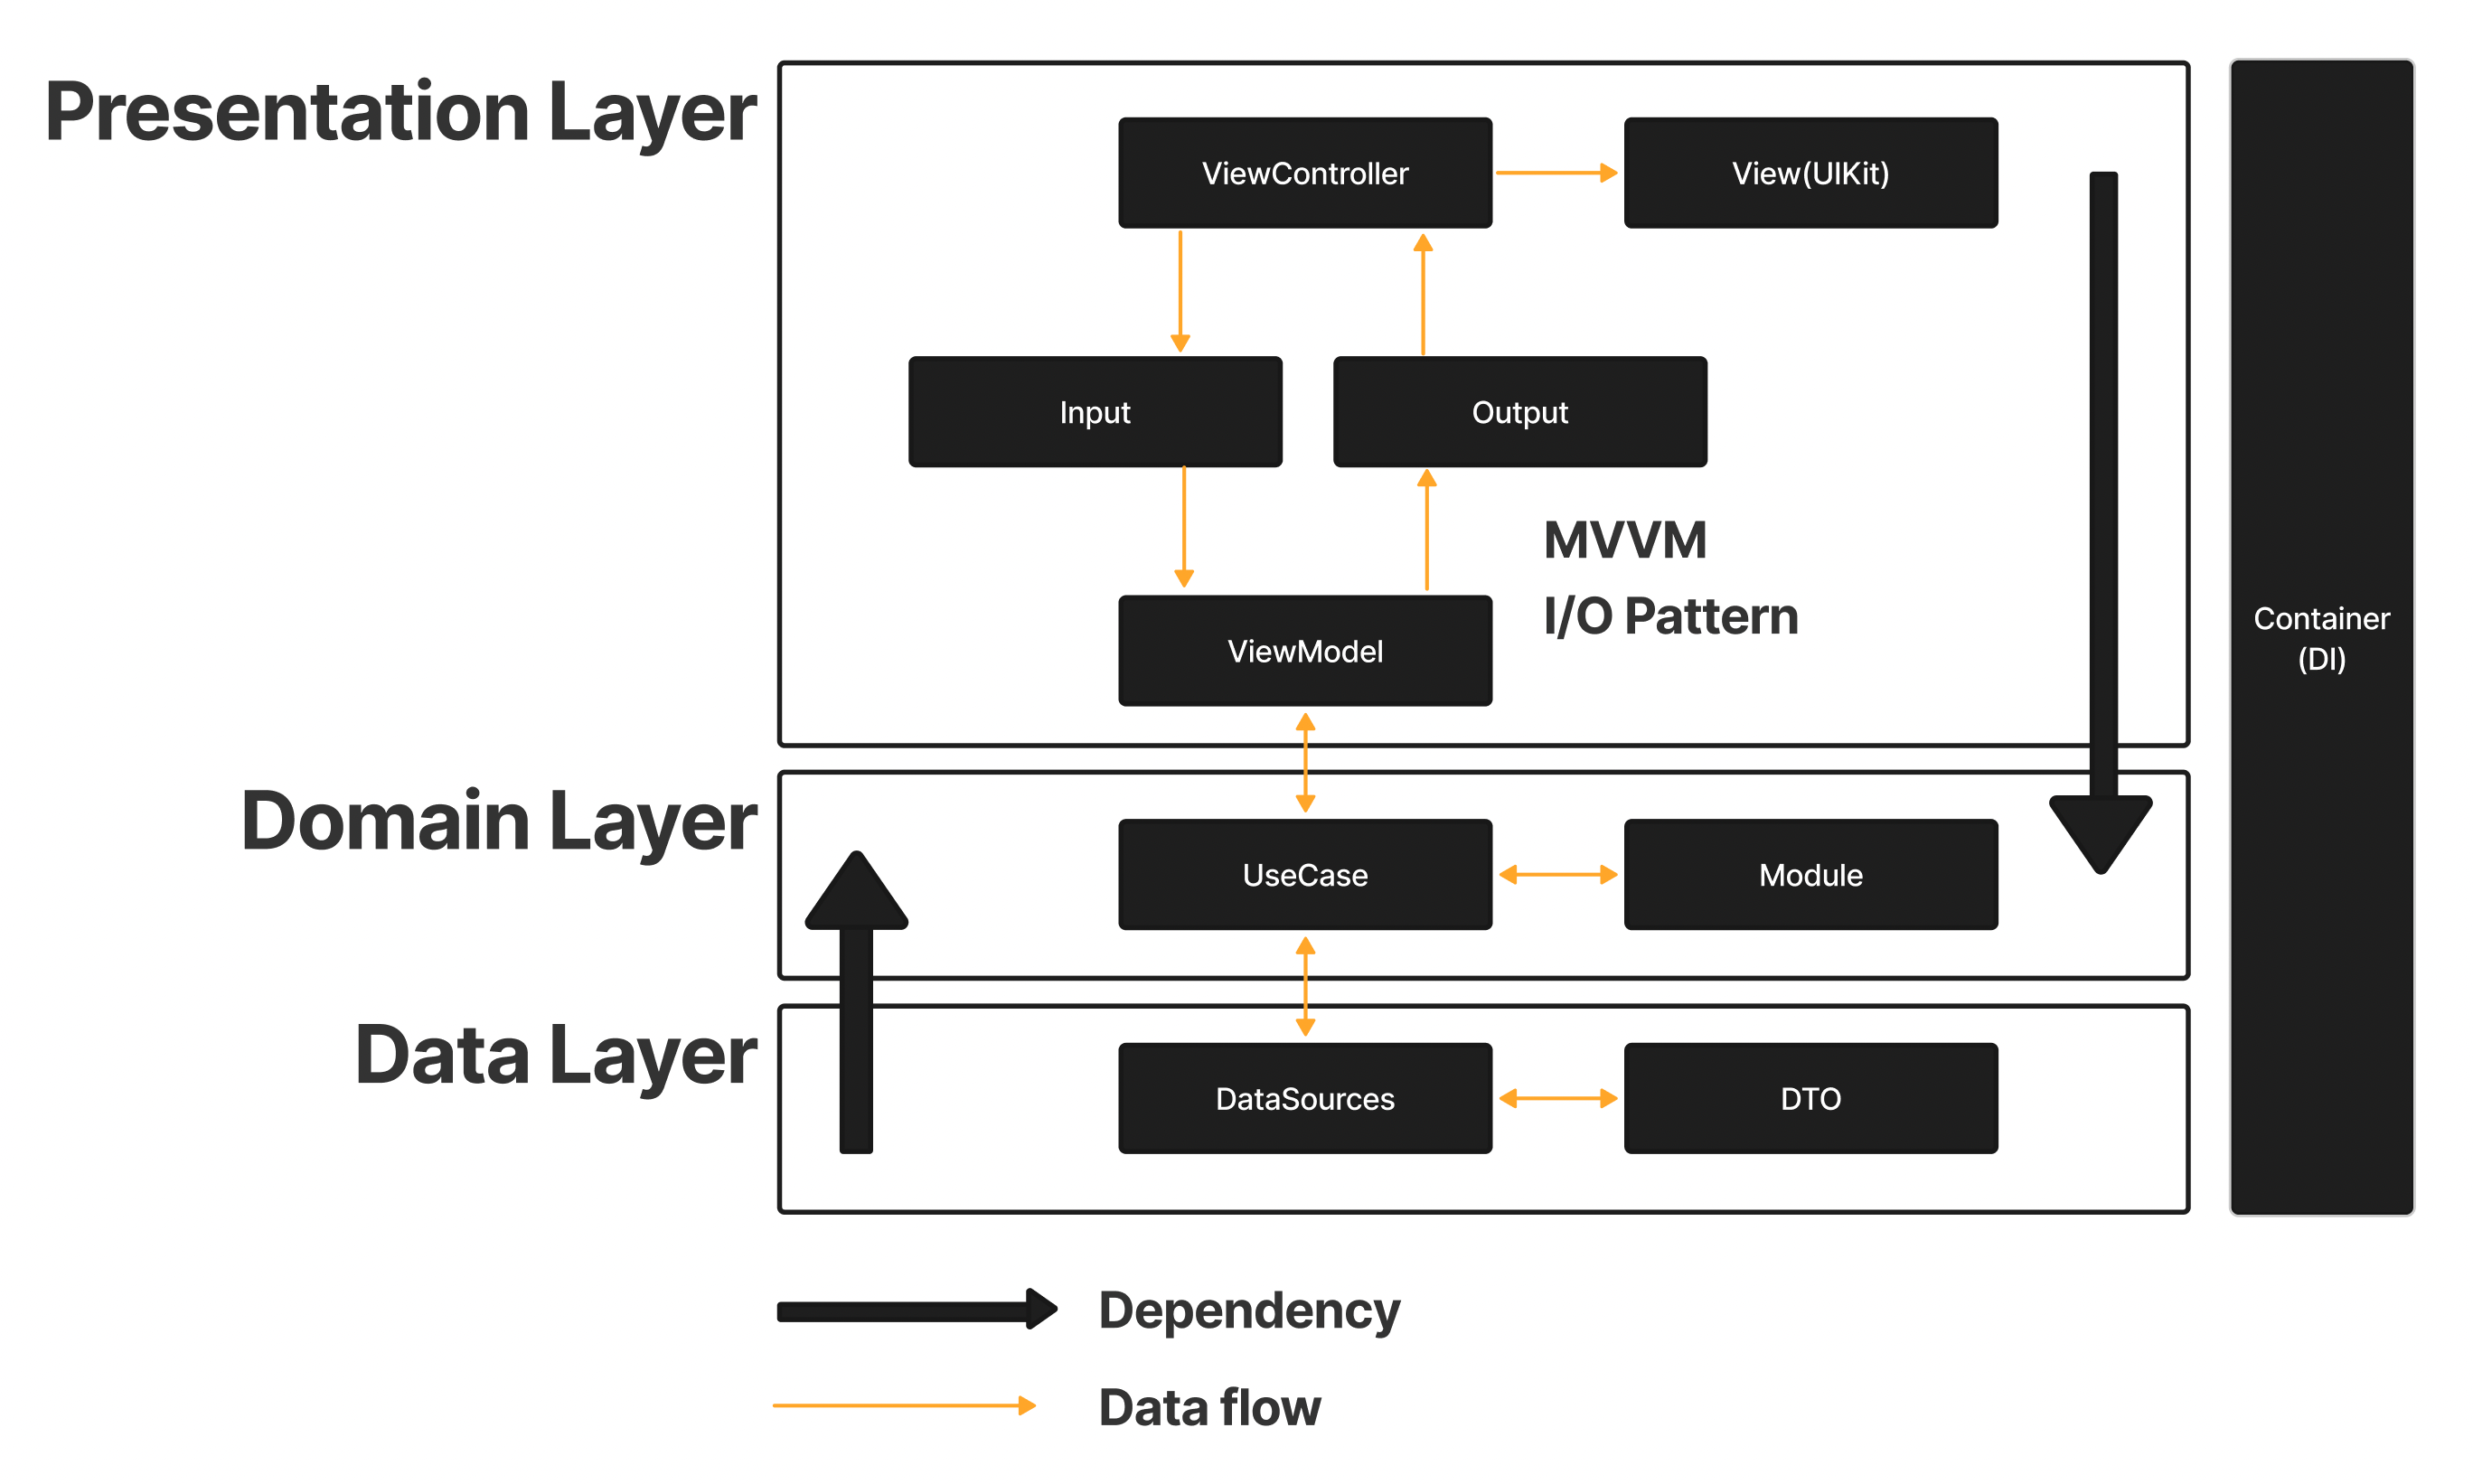 Presentation Layer
ViewController
View(UIKit)
Input
Output
MVVM
I/O Pattern
ViewModel
Container
(DI)
Domain Layer
UseCase
Module
Data Layer
DataSources
DTO
Dependency
Data flow